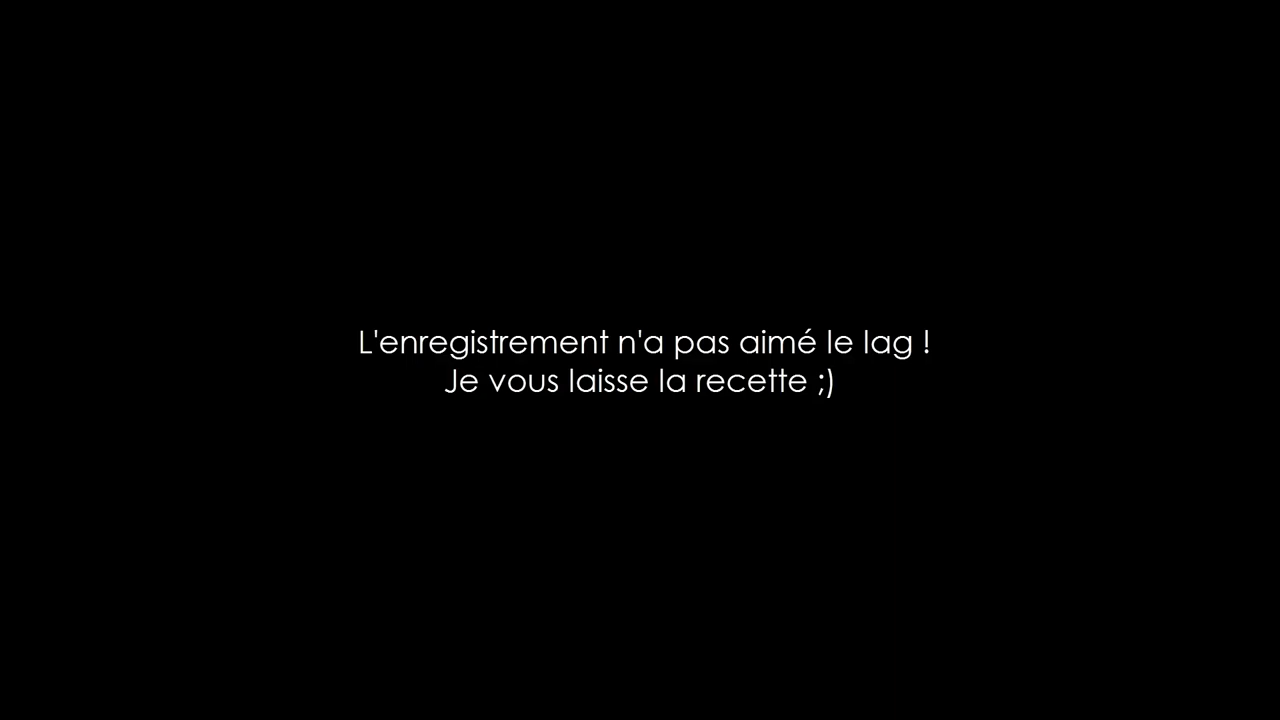 L'enregistrement n'a pas aimé le lag !
Je vous laisse la recette ;)